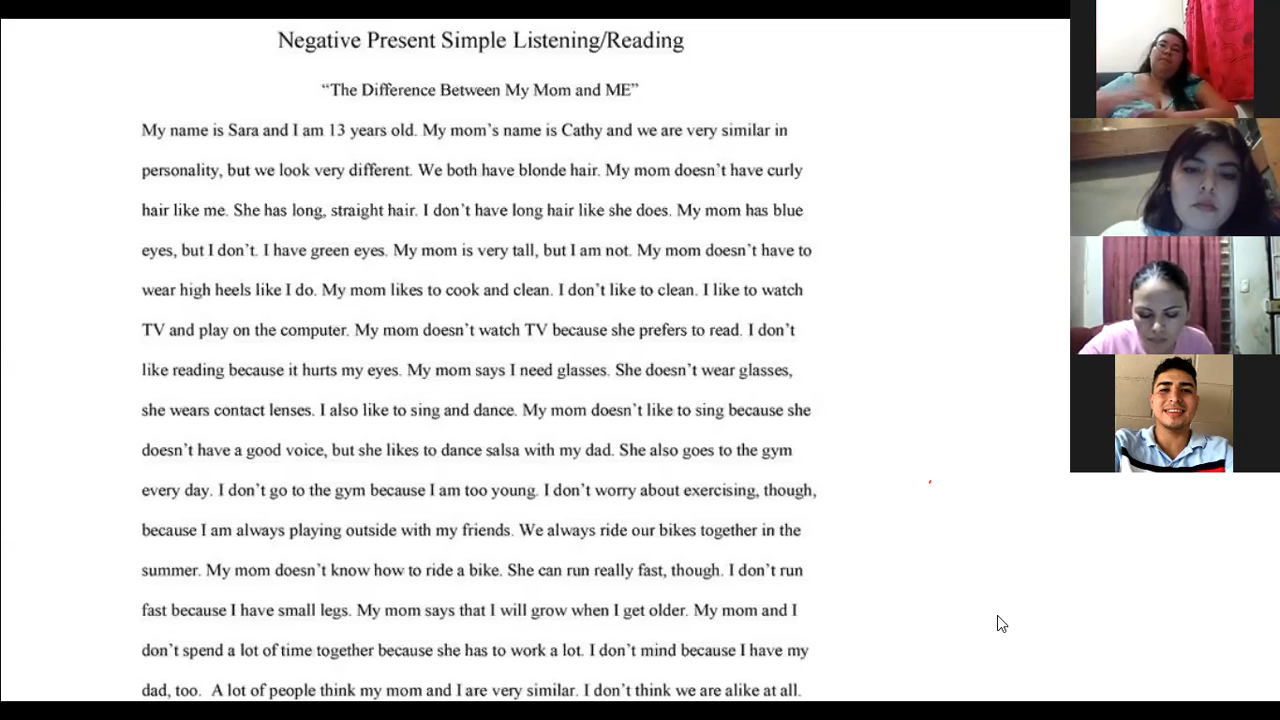 Negative Present Simple Listening/Reading
“The Difference Between My Mom and ME”
My name is Sara and I am 13 years old. My mom’s name is Cathy and we are very similar in
personality, but we look very different. We both have blonde hair. My mom doesn’t have curly
hair like me. She has long, straight hair. I don’t have long hair like she does. My mom has blue
eyes, but I don’t. I have green eyes. My mom is very tall, but I am not. My mom doesn’t have to
wear high heels like I do. My mom likes to cook and clean. I don’t like to clean. I like to watch
TV and play on the computer. My mom doesn’t watch TV because she prefers to read. I don’t
like reading because it hurts my eyes. My mom says I need glasses. She doesn’t wear glasses,
she wears contact lenses. I also like to sing and dance. My mom doesn’t like to sing because she
doesn’t have a good voice, but she likes to dance salsa with my dad. She also goes to the gym
every day. I don’t go to the gym because I am too young. I don’t worry about exercising, though,
because I am always playing outside with my friends. We always ride our bikes together in the
summer. My mom doesn’t know how to ride a bike. She can run really fast, though. I don’t run
fast because I have small legs. My mom says that I will grow when I get older. My mom and I
don’t spend a lot of time together because she has to work a lot. I don’t mind because I have my
dad, too. A lot of people think my mom and I are very similar. I don’t think we are alike at all.